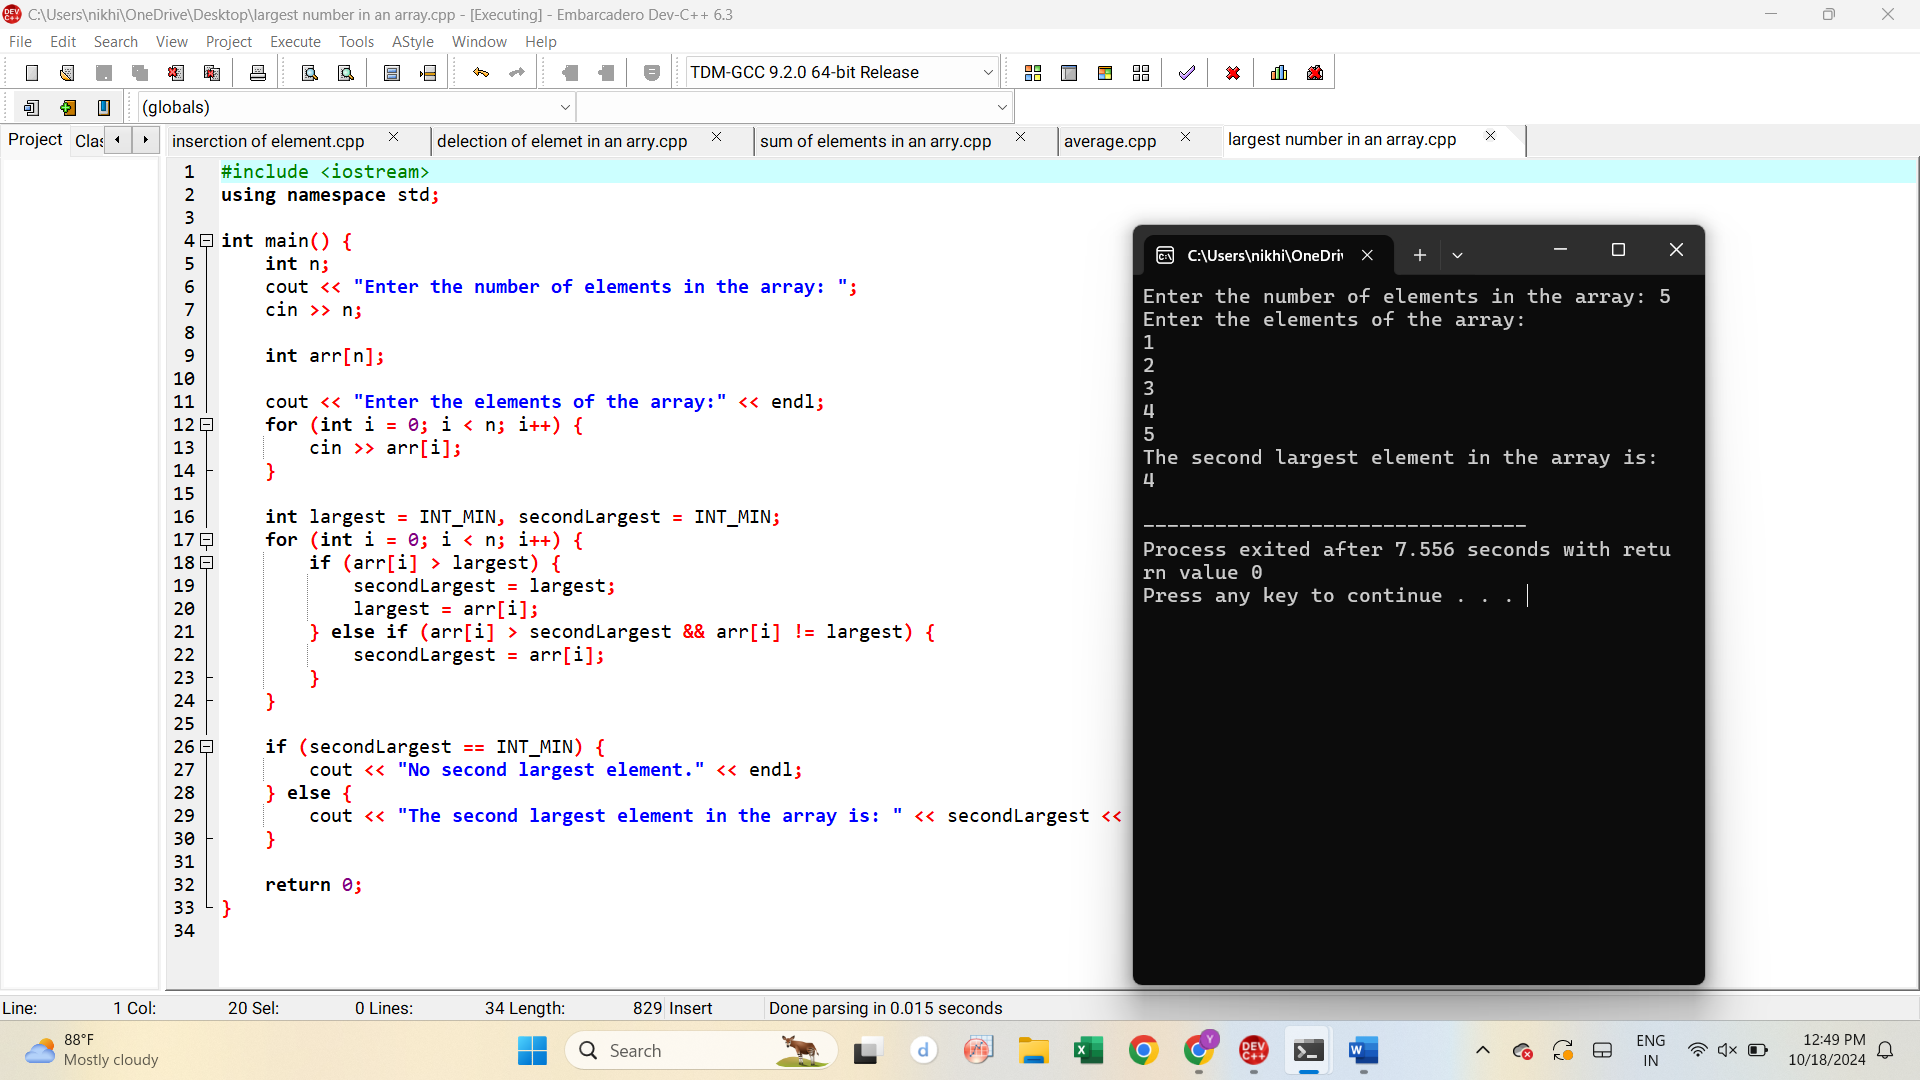 C:\Users\nikhi\OneDrive\Desktop\largest number in an array.cpp - [Executing] - Embarcadero Dev-C++ 6.3
File Edit Search View Project Execute Tools AStyle Window Help
TDM-GCC 9.2.0 64-bit Release
(globals)
Project Clas inserction of element.cpp delection of elemet in an arry.cpp sum of elements in an arry.cpp average.cpp largest number in an array.cpp
1 #include <iostream>
2 using namespace std;
3
4 int main() {
5 int n;
6 cout << "Enter the number of elements in the array: ";
7 cin >> n;
8
9 int arr[n];
10
11 cout << "Enter the elements of the array:" << endl;
12 for (int i = 0; i < n; i++) {
13 cin >> arr[i];
14 }
15
16 int largest = INT_MIN, secondLargest = INT_MIN;
17 for (int i = 0; i < n; i++) {
18 if (arr[i] > largest) {
19 secondLargest = largest;
20 largest = arr[i];
21 } else if (arr[i] > secondLargest && arr[i] != largest) {
22 secondLargest = arr[i];
23 }
24 }
25
26 if (secondLargest == INT_MIN) {
27 cout << "No second largest element." << endl;
28 } else {
29 cout << "The second largest element in the array is: " << secondLargest <<
30 }
31
32 return 0;
33 }
34
C:\Users\nikhi\OneDri
Enter the number of elements in the array: 5
Enter the elements of the array:
1
2
3
4
5
The second largest element in the array is:
4
--------------------------------
Process exited after 7.556 seconds with retu
rn value 0
Press any key to continue . . .
Line: 1 Col: 20 Sel: 0 Lines: 34 Length: 829 Insert Done parsing in 0.015 seconds
88°F
Mostly cloudy
Search
ENG
IN
12:49 PM
10/18/2024